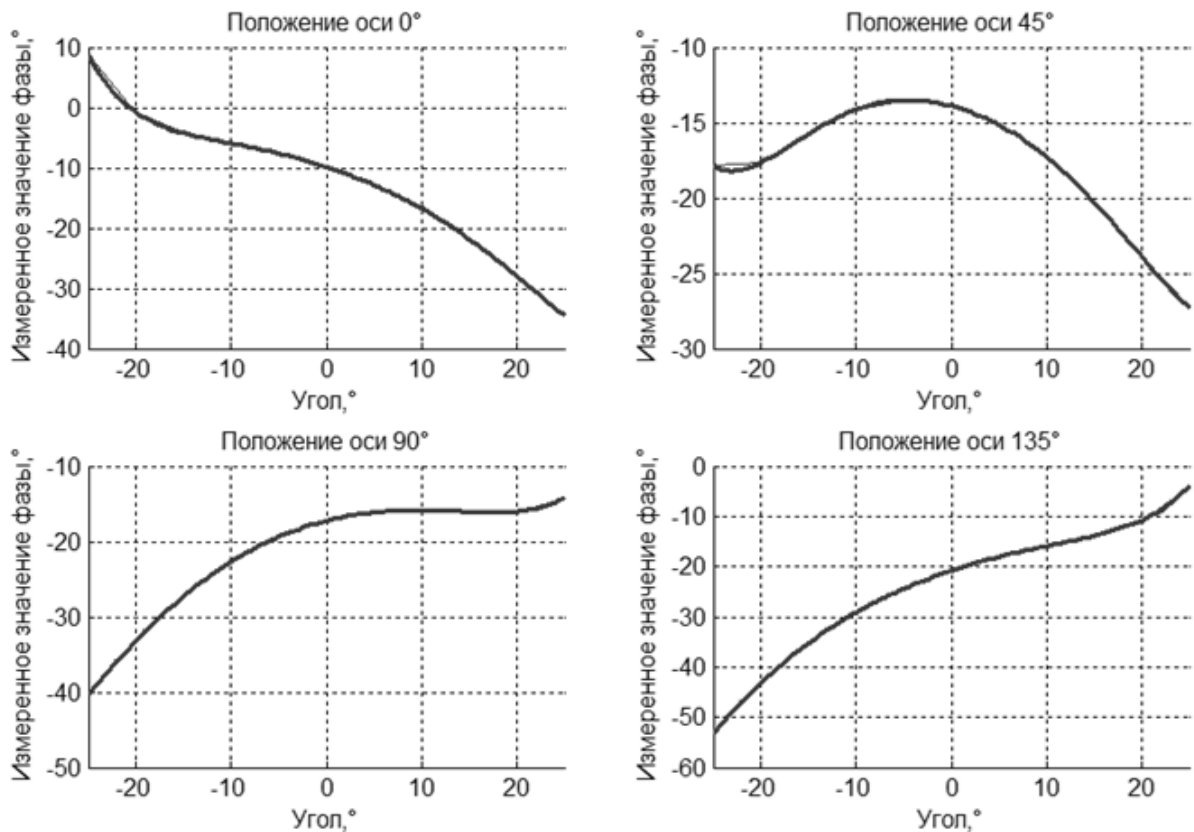 Положение оси 0°
Измеренное значение фазы,°
10
0
-10
-20
-30
-40
-20 -10 0 10 20
Угол,°
Положение оси 45°
Измеренное значение фазы,°
-10
-15
-20
-25
-30
-20 -10 0 10 20
Угол,°
Положение оси 90°
Измеренное значение фазы,°
-10
-20
-30
-40
-50
-20 -10 0 10 20
Угол,°
Положение оси 135°
Измеренное значение фазы,°
0
-10
-20
-30
-40
-50
-60
-20 -10 0 10 20
Угол,°